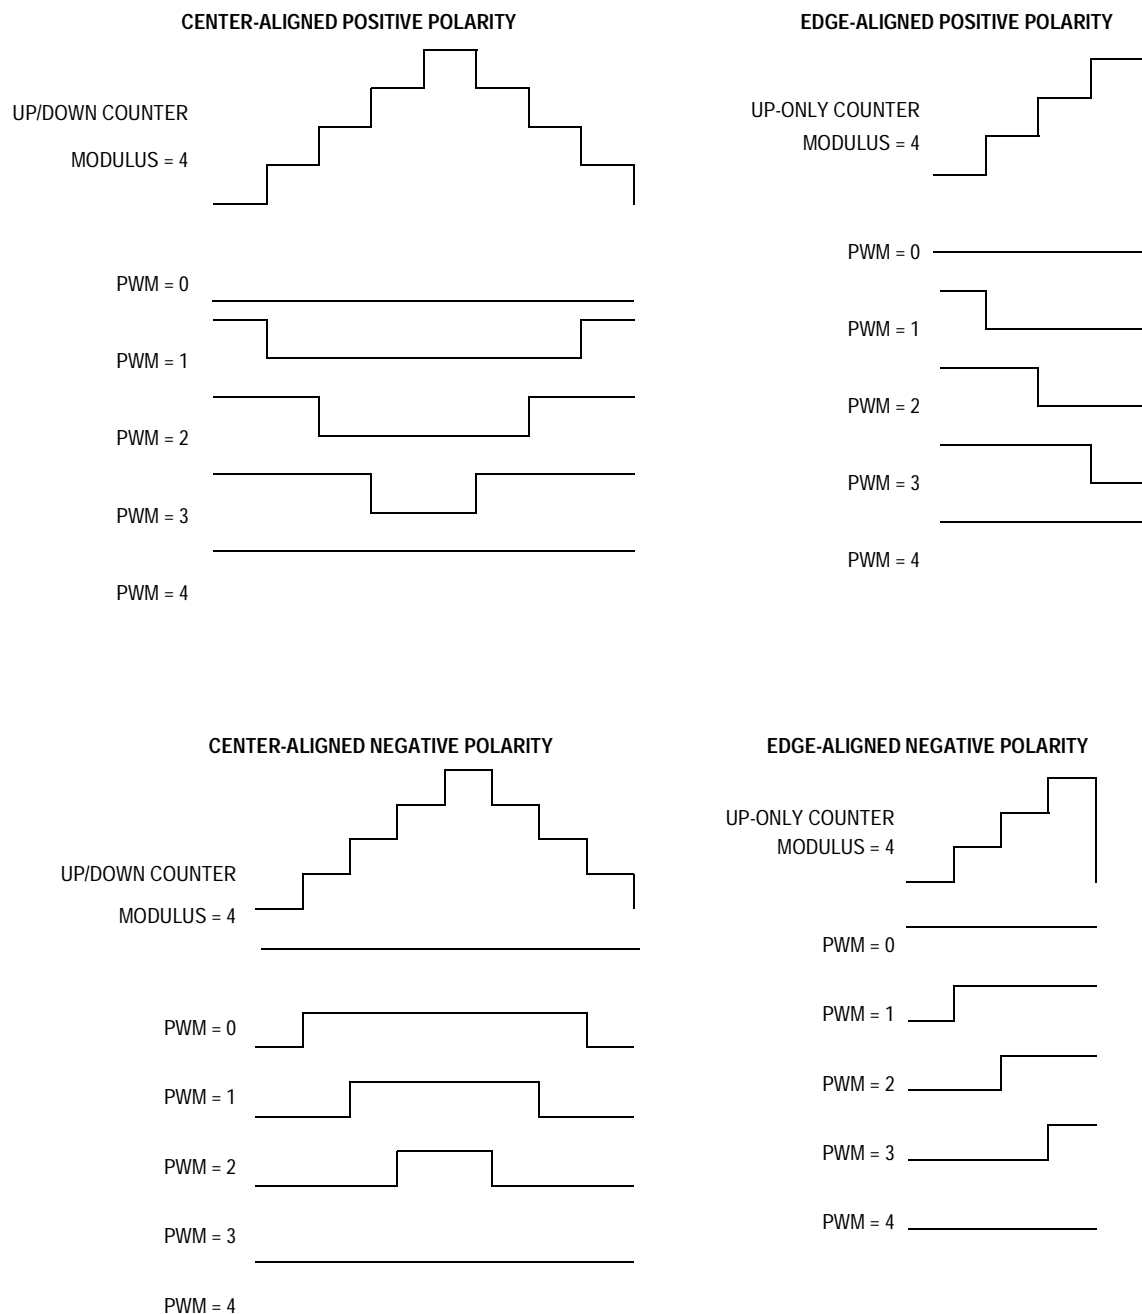 CENTER-ALIGNED POSITIVE POLARITY
UP/DOWN COUNTER
MODULUS = 4
PWM = 0
PWM = 1
PWM = 2
PWM = 3
PWM = 4
EDGE-ALIGNED POSITIVE POLARITY
UP-ONLY COUNTER
MODULUS = 4
PWM = 0
PWM = 1
PWM = 2
PWM = 3
PWM = 4
CENTER-ALIGNED NEGATIVE POLARITY
UP/DOWN COUNTER
MODULUS = 4
PWM = 0
PWM = 1
PWM = 2
PWM = 3
PWM = 4
EDGE-ALIGNED NEGATIVE POLARITY
UP-ONLY COUNTER
MODULUS = 4
PWM = 0
PWM = 1
PWM = 2
PWM = 3
PWM = 4